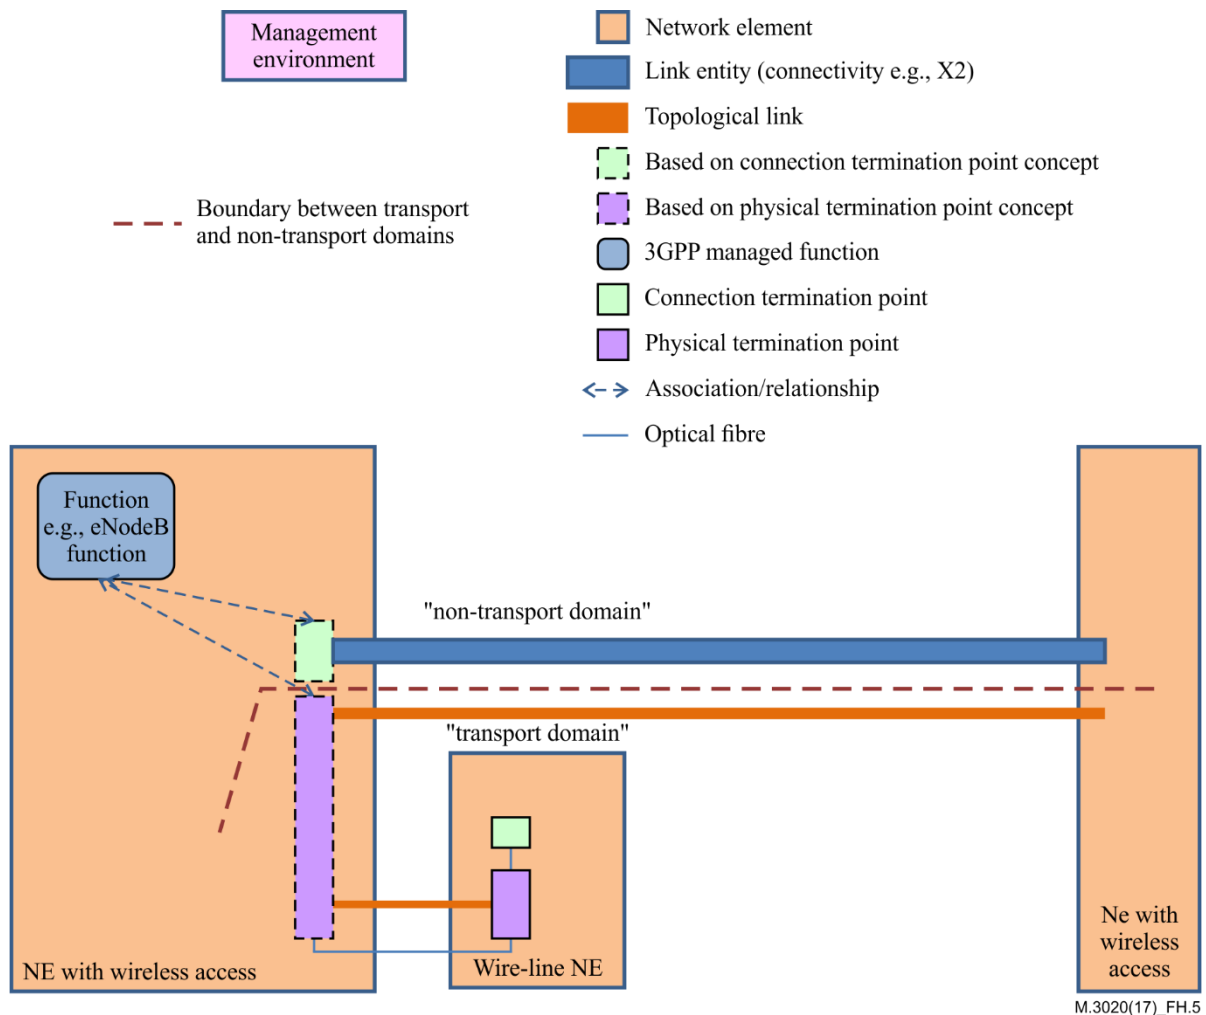 Management
environment
Network element
Link entity (connectivity e.g., X2)
Topological link
Based on connection termination point concept
Based on physical termination point concept
3GPP managed function
Connection termination point
Physical termination point
Association/relationship
Optical fibre
Boundary between transport
and non-transport domains
Function
e.g., eNodeB
function
"non-transport domain"
"transport domain"
NE with wireless access
Wire-line NE
Ne with
wireless
access
M.3020(17)_FH.5